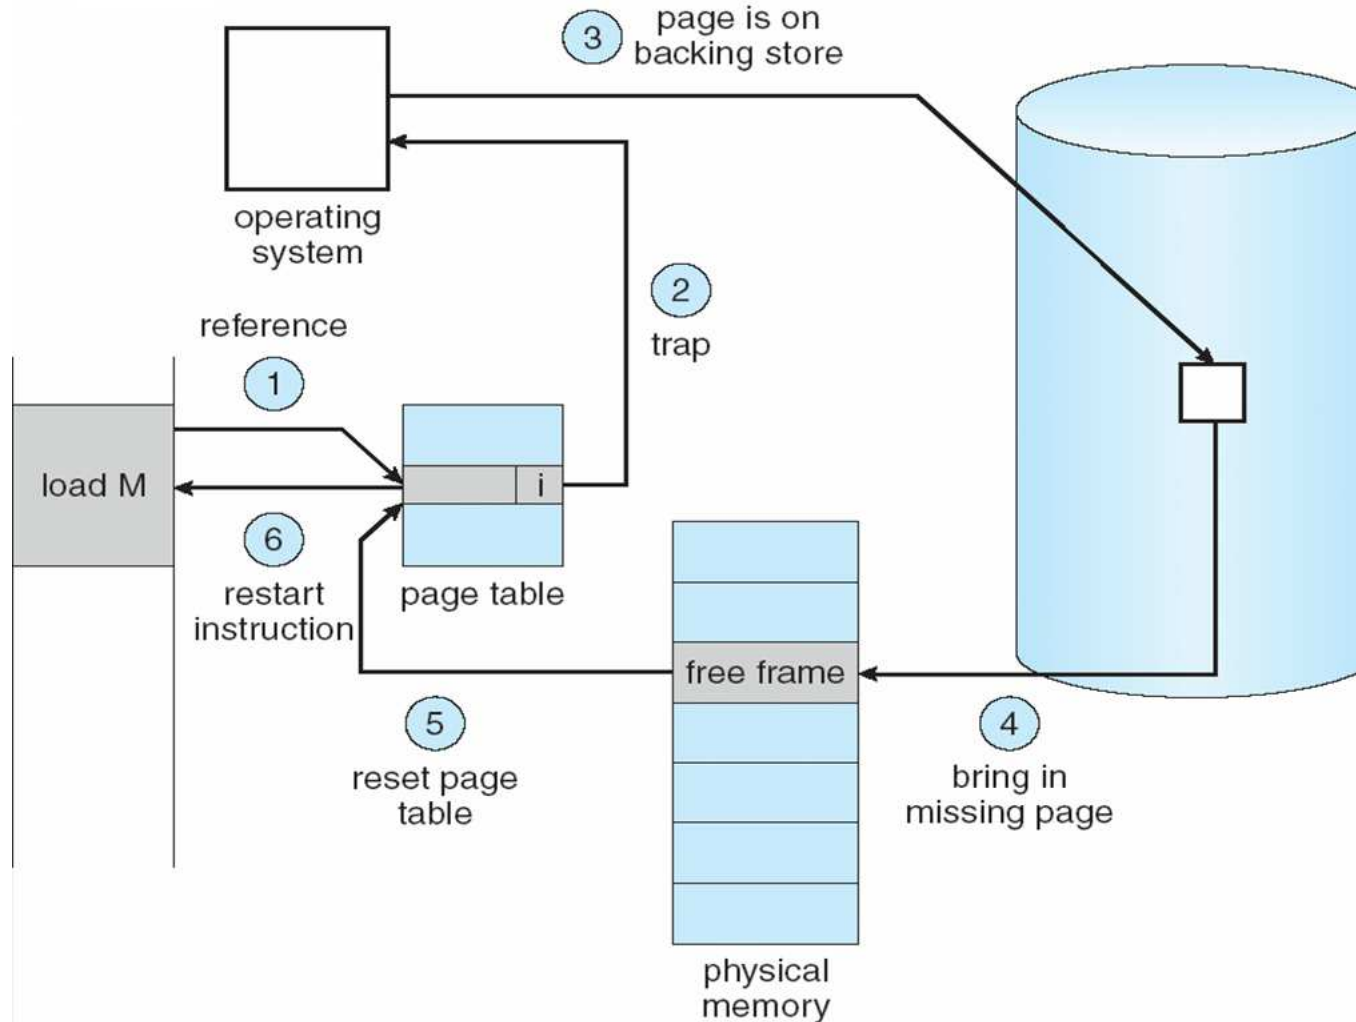 3
page is on
backing store
operating
system
2
trap
reference
1
load M
i
6
restart
instruction
page table
free frame
5
reset page
table
4
bring in
missing page
physical
memory